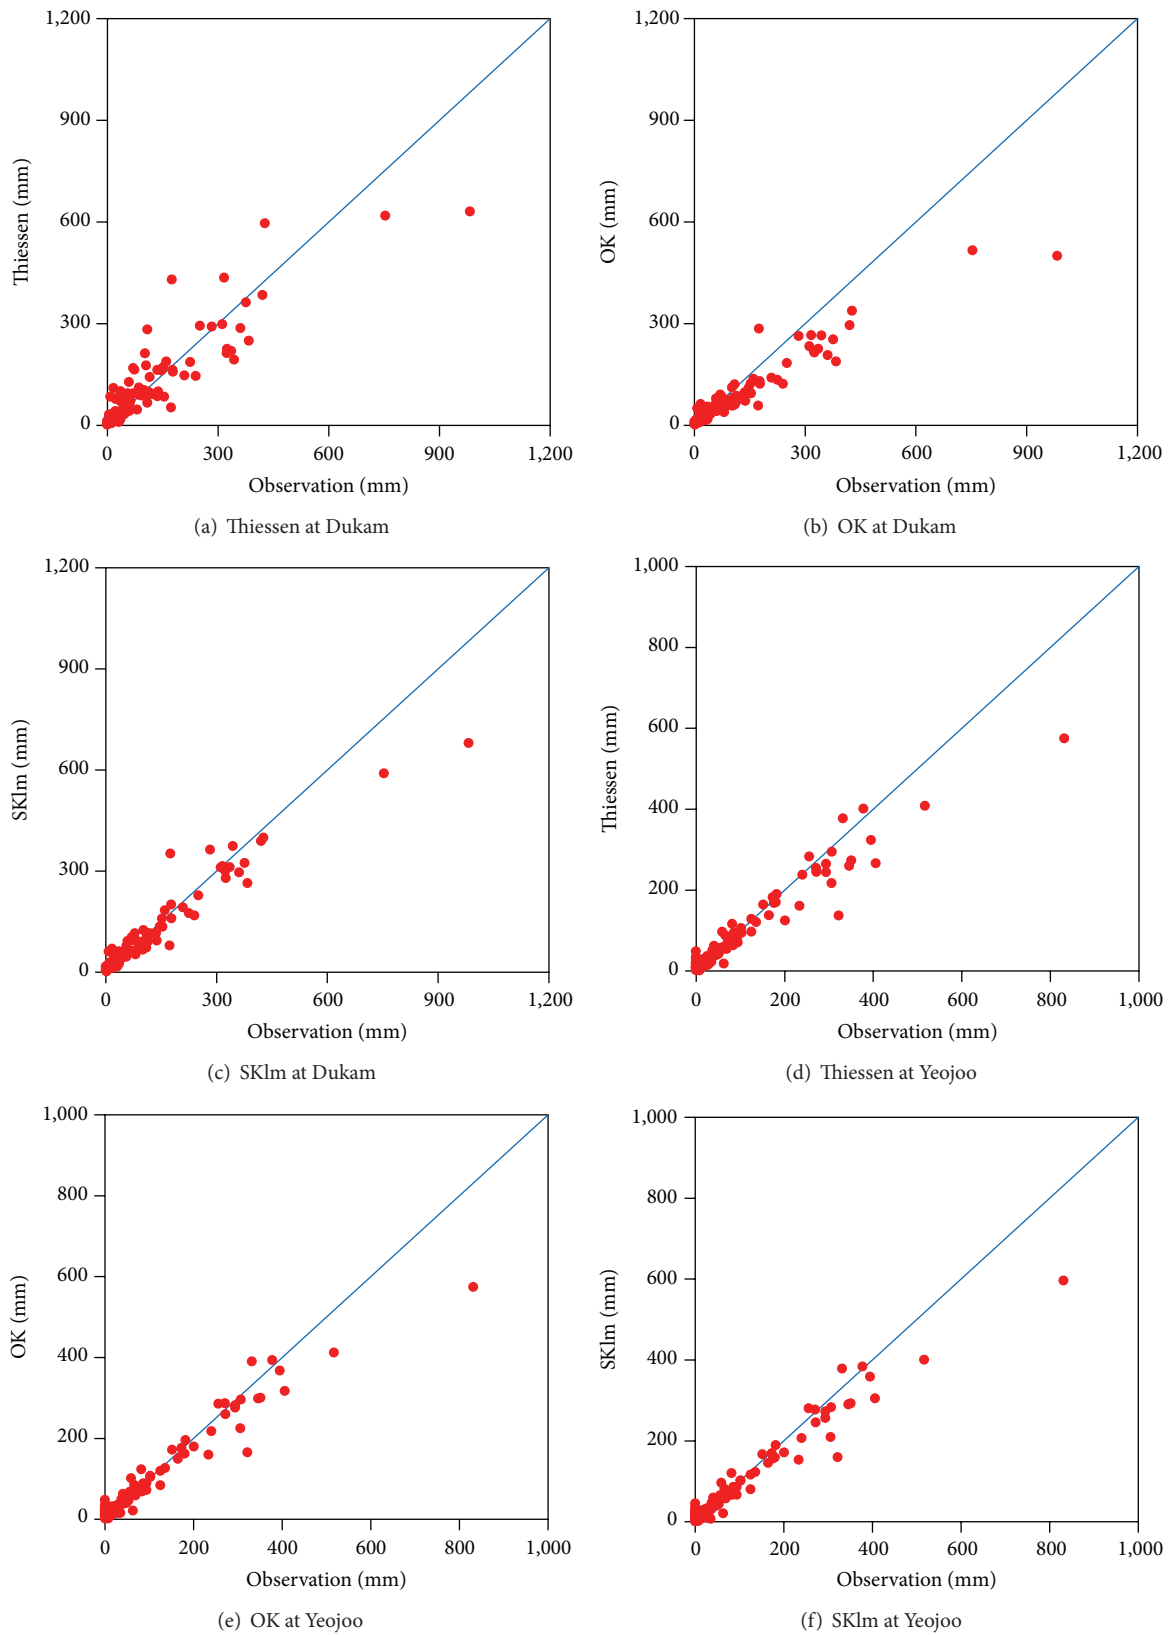 1,200
900
600
300
0
Thiessen (mm)
0 300 600 900 1,200
Observation (mm)
(a) Thiessen at Dukam
1,200
900
600
300
0
OK (mm)
0 300 600 900 1,200
Observation (mm)
(b) OK at Dukam
1,200
900
600
300
0
SKlm (mm)
0 300 600 900 1,200
Observation (mm)
(c) SKlm at Dukam
1,000
800
600
400
200
0
Thiessen (mm)
0 200 400 600 800 1,000
Observation (mm)
(d) Thiessen at Yeojoo
1,000
800
600
400
200
0
OK (mm)
0 200 400 600 800 1,000
Observation (mm)
(e) OK at Yeojoo
1,000
800
600
400
200
0
SKlm (mm)
0 200 400 600 800 1,000
Observation (mm)
(f) SKlm at Yeojoo